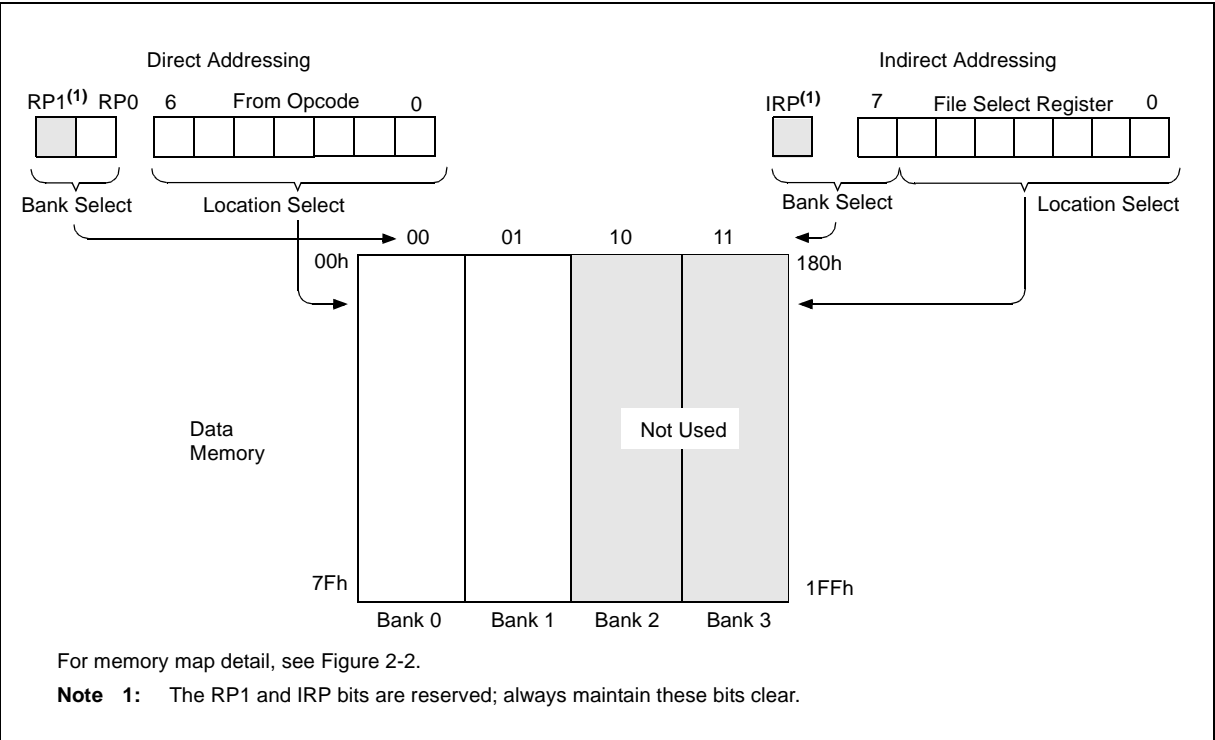 Direct Addressing
Indirect Addressing
RP1(1) RP0 6 From Opcode 0
IRP(1) 7 File Select Register 0
Bank Select Location Select
Bank Select Location Select
00 01 10 11
00h 180h
Data
Memory
Not Used
7Fh 1FFh
Bank 0 Bank 1 Bank 2 Bank 3
For memory map detail, see Figure 2-2.
Note 1: The RP1 and IRP bits are reserved; always maintain these bits clear.